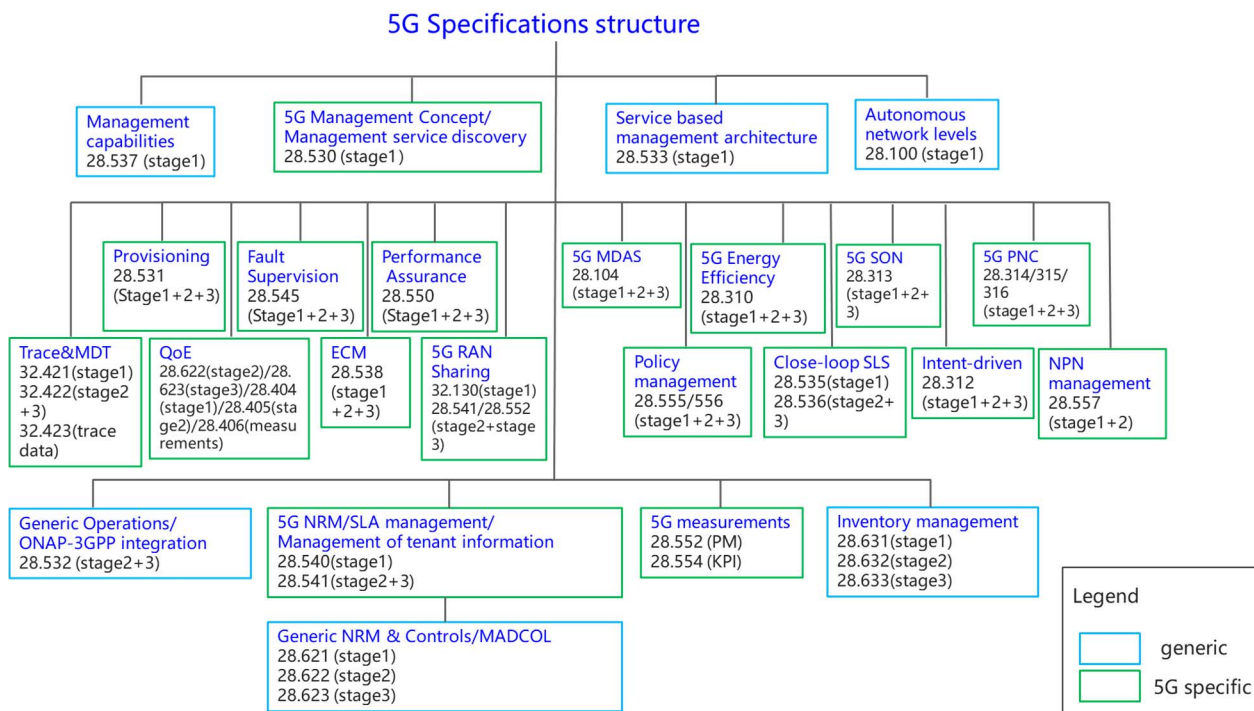 5G Specifications structure
Management
capabilities
28.537 (stage1)
5G Management Concept/
Management service discovery
28.530 (stage1)
Service based
management architecture
28.533 (stage1)
Autonomous
network levels
28.100 (stage1)
Provisioning
28.531
(Stage1+2+3)
Fault
Supervision
28.545
(Stage1+2+3)
Performance
Assurance
28.550
(Stage1+2+3)
5G MDAS
28.104
(stage1+2+3)
5G Energy
Efficiency
28.310
(stage1+2+3)
5G SON
28.313
(stage1+2+
3)
5G PNC
28.314/315/
316
(stage1+2+3)
Trace&MDT
32.421(stage1)
32.422(stage2
+3)
32.423(trace
data)
QoE
28.622(stage2)/28.
623(stage3)/28.404
(stage1)/28.405(sta
ge2)/28.406(measu
rements)
ECM
28.538
(stage1
+2+3)
5G RAN
Sharing
32.130(stage1)
28.541/28.552
(stage2+stage
3)
Policy
management
28.555/556
(stage1+2+3)
Close-loop SLS
28.535(stage1)
28.536(stage2+
3)
Intent-driven
28.312
(stage1+2+3)
NPN
management
28.557
(stage1+2)
Generic Operations/
ONAP-3GPP integration
28.532 (stage2+3)
5G NRM/SLA management/
Management of tenant information
28.540(stage1)
28.541(stage2+3)
5G measurements
28.552 (PM)
28.554 (KPI)
Inventory management
28.631(stage1)
28.632(stage2)
28.633(stage3)
Generic NRM & Controls/MADCOL
28.621 (stage1)
28.622 (stage2)
28.623 (stage3)
Legend
generic
5G specific